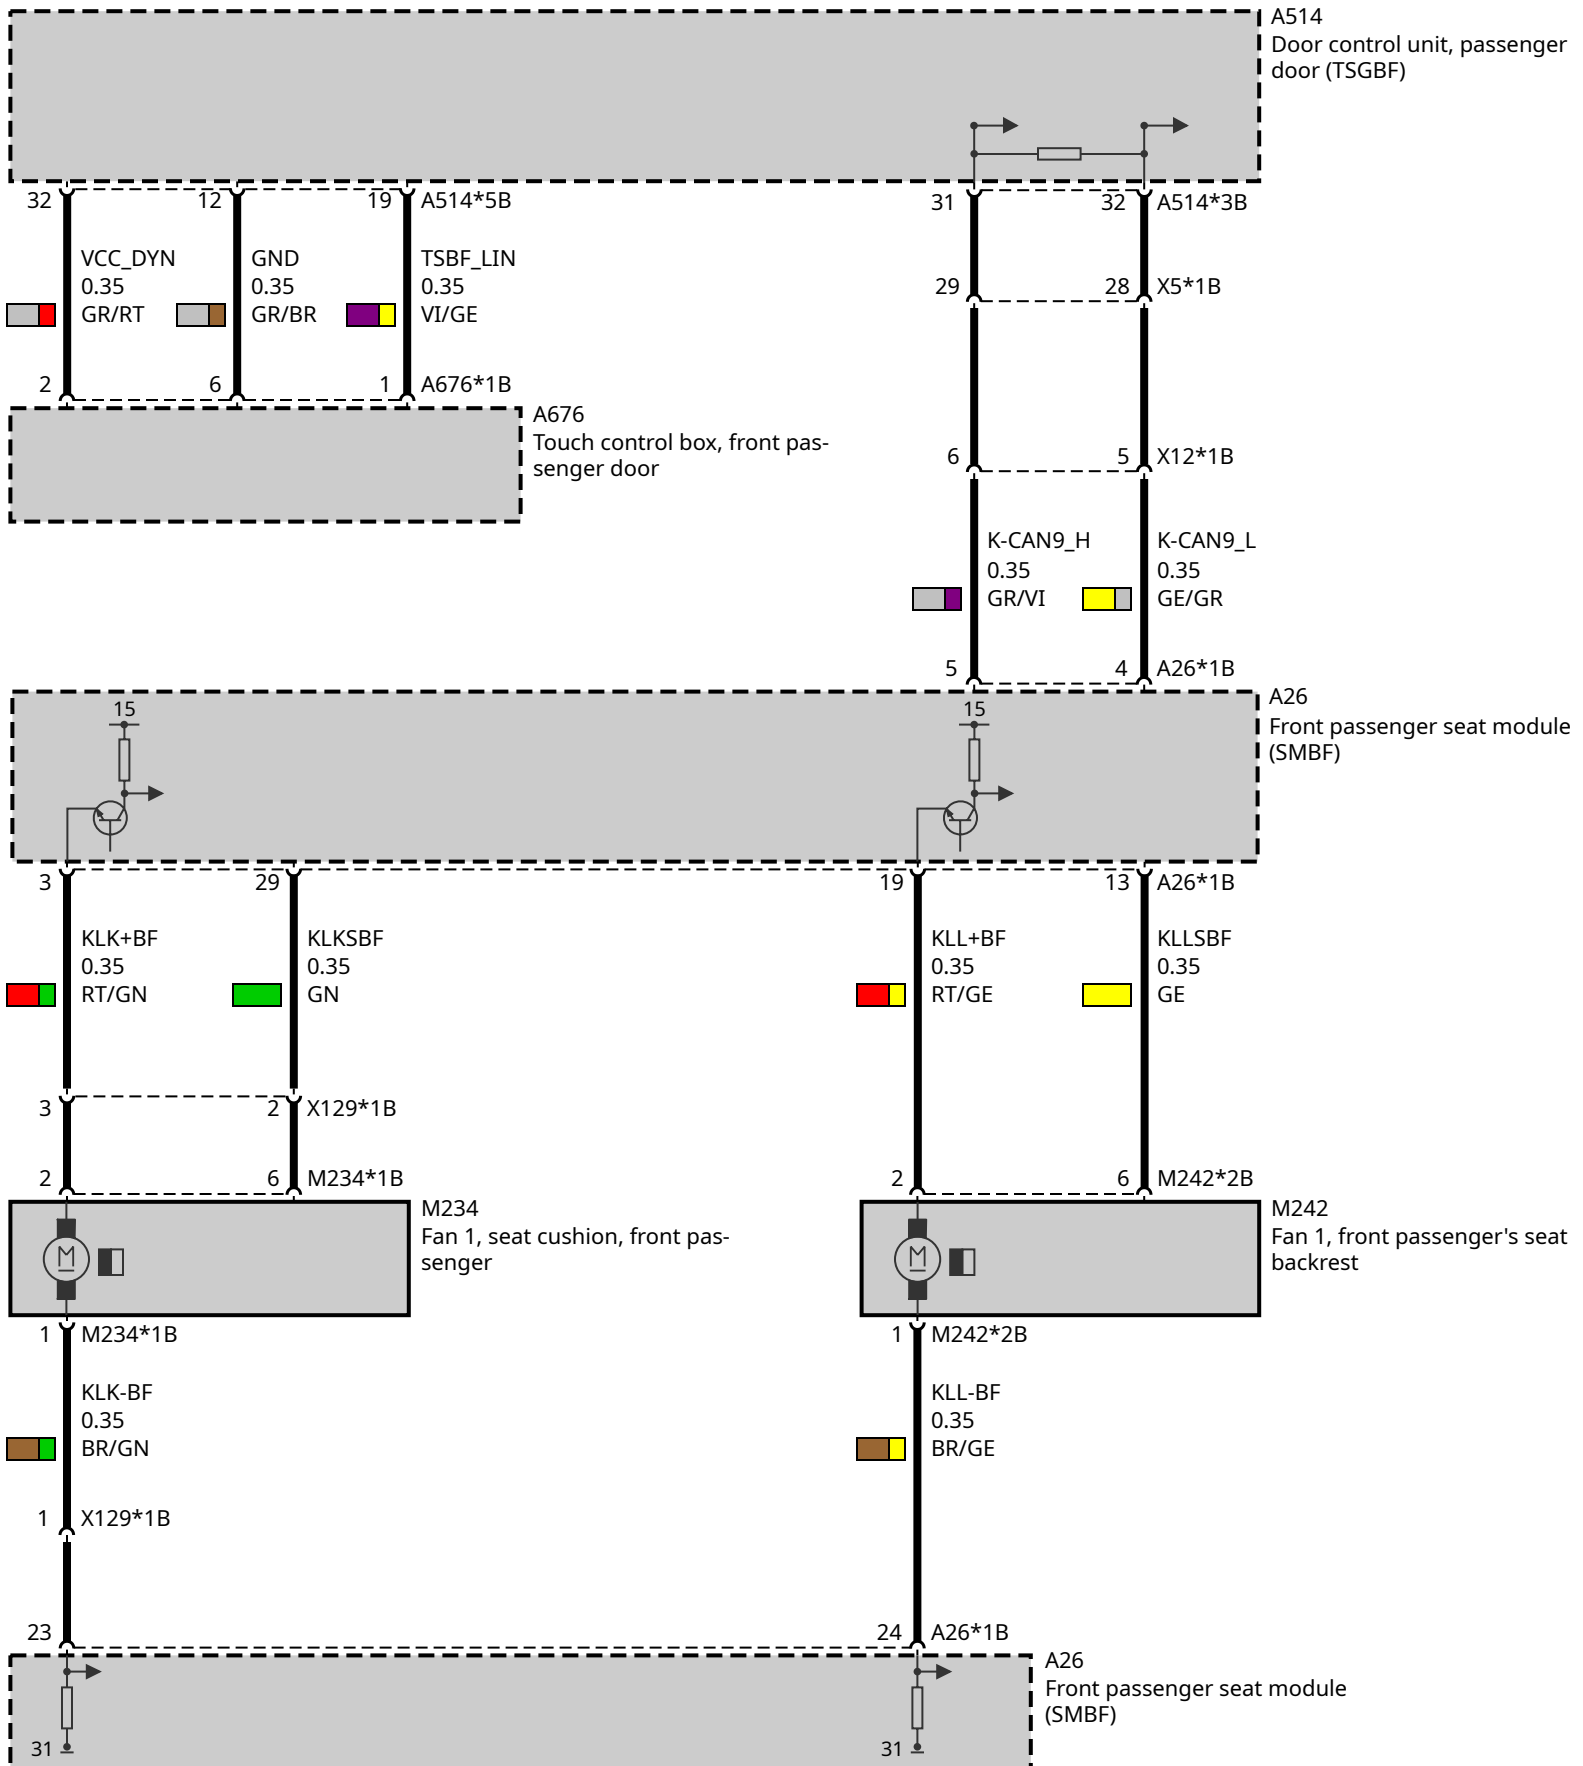 A514
Door control unit, passenger
door (TSGBF)
32
12
19
A514*5B
31
32
A514*3B
VCC_DYN
0.35
GR/RT
GND
0.35
GR/BR
TSBF_LIN
0.35
VI/GE
29
28
X5*1B
2
6
1
A676*1B
A676
Touch control box, front pas-
senger door
6
5
X12*1B
K-CAN9_H
0.35
GR/VI
K-CAN9_L
0.35
GE/GR
5
4
A26*1B
A26
Front passenger seat module
(SMBF)
15
15
3
29
19
13
A26*1B
KLK+BF
0.35
RT/GN
KLKSBF
0.35
GN
KLL+BF
0.35
RT/GE
KLLSBF
0.35
GE
3
2
X129*1B
2
6
M234*1B
2
6
M242*2B
M234
Fan 1, seat cushion, front pas-
senger
M
M242
Fan 1, front passenger's seat
backrest
M
1
M234*1B
1
M242*2B
KLK-BF
0.35
BR/GN
KLL-BF
0.35
BR/GE
1
X129*1B
23
24
A26*1B
A26
Front passenger seat module
(SMBF)
31
31